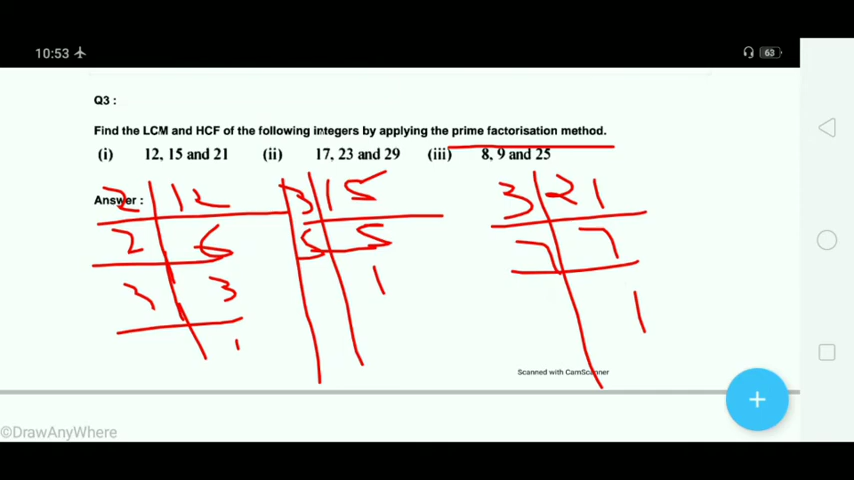 10:53 63
Q3 :
Find the LCM and HCF of the following integers by applying the prime factorisation method.
(i) 12, 15 and 21 (ii) 17, 23 and 29 (iii) 8, 9 and 25
Answer :
2 12 3 15 3 21
2 6 5 5 7 7
3 3 1 1
1
Scanned with CamScanner
+
©DrawAnyWhere